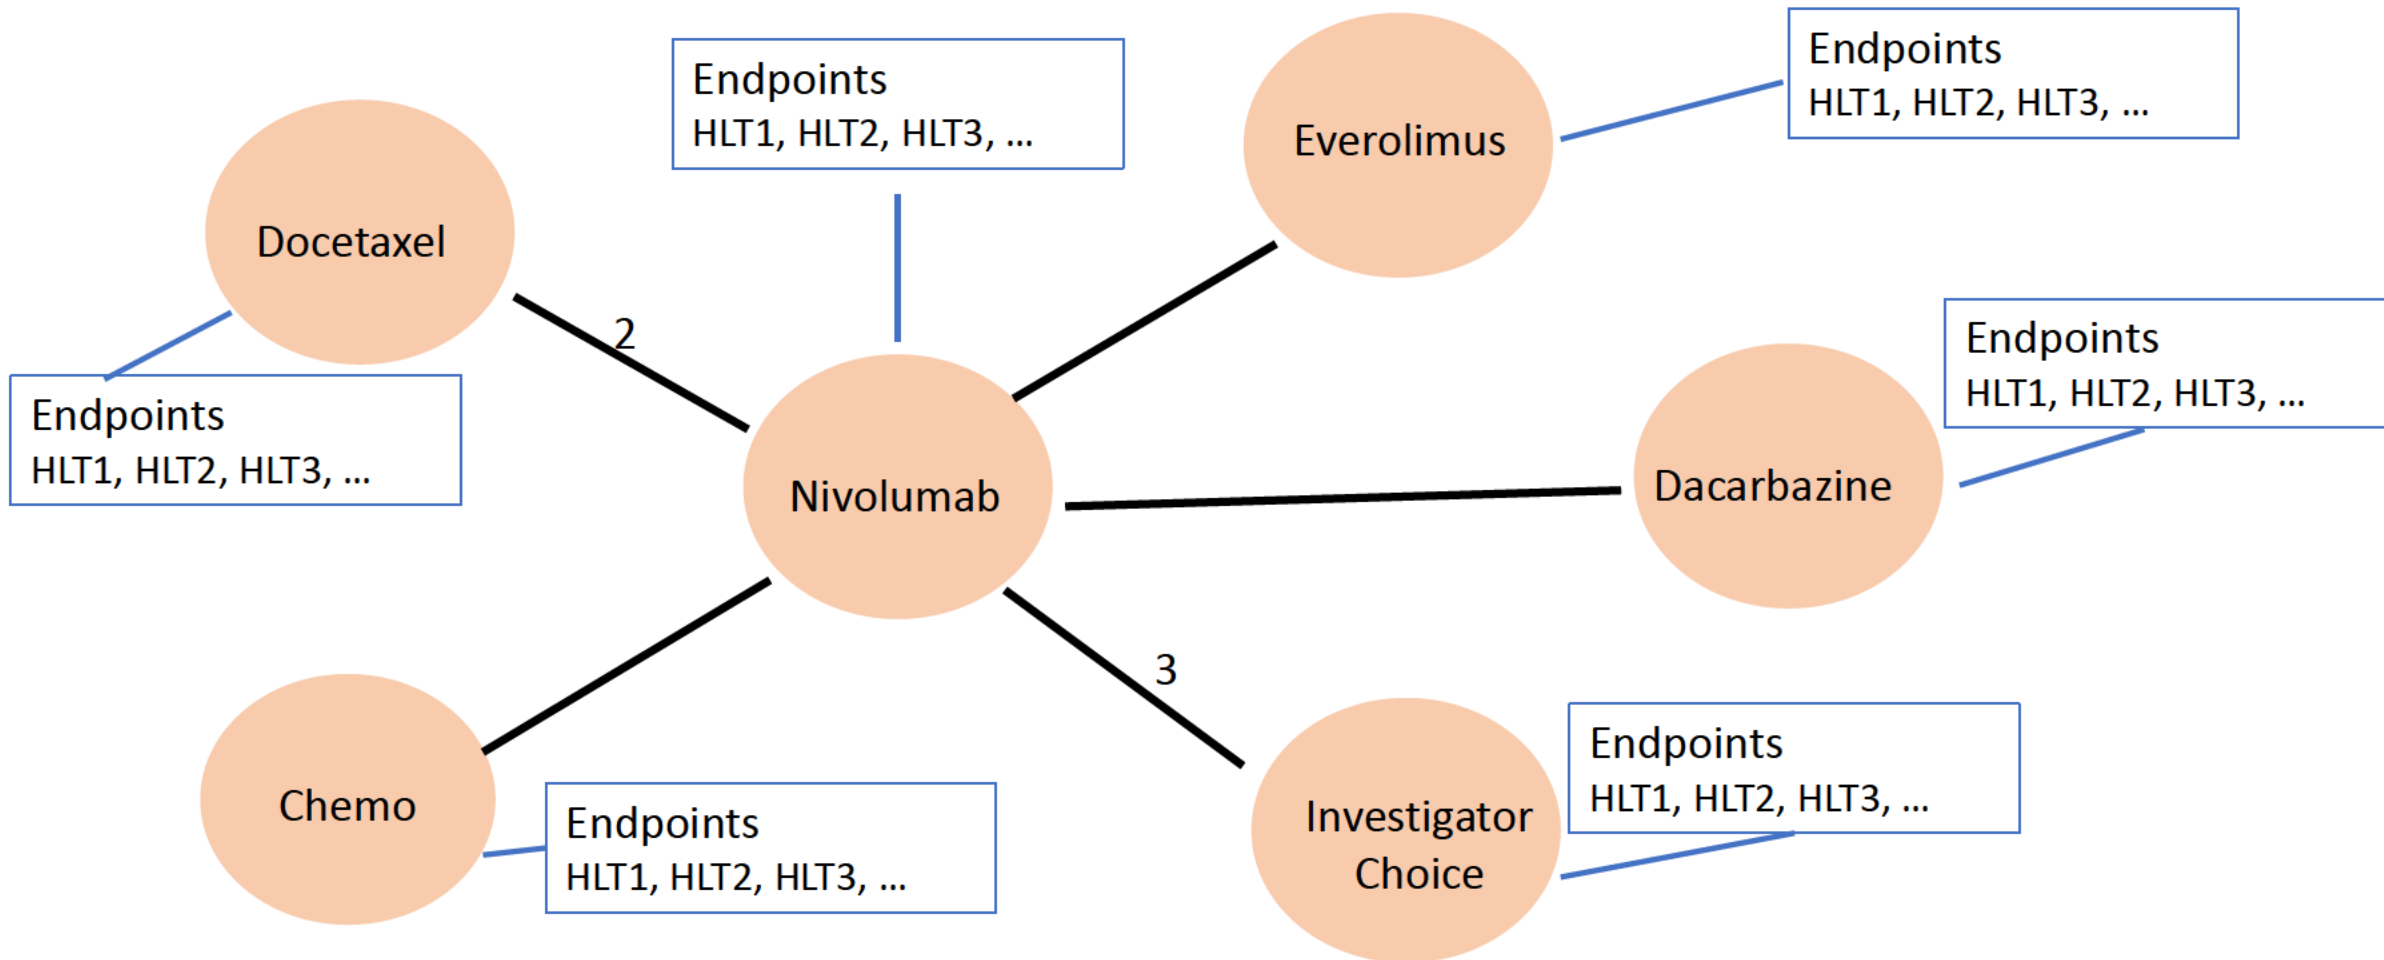 Endpoints
HLT1, HLT2, HLT3, ...
Everolimus
Endpoints
HLT1, HLT2, HLT3, ...
Docetaxel
2
Endpoints
HLT1, HLT2, HLT3, ...
Endpoints
HLT1, HLT2, HLT3, ...
Nivolumab
Dacarbazine
3
Chemo
Endpoints
HLT1, HLT2, HLT3, ...
Investigator
Choice
Endpoints
HLT1, HLT2, HLT3, ...